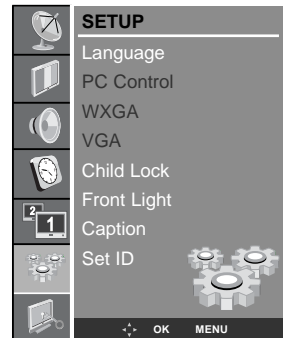 SETUP
Language
PC Control
WXGA
VGA
Child Lock
Front Light
Caption
Set ID
2
1
OK MENU